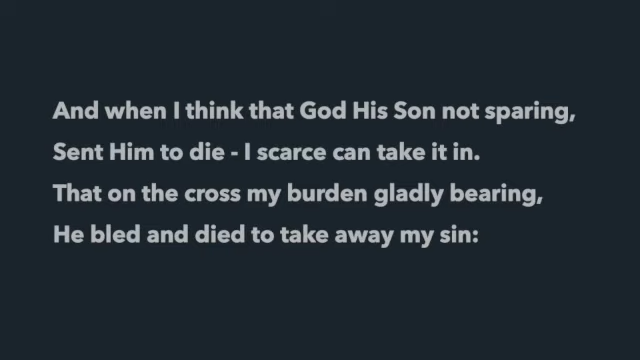 And when I think that God His Son not sparing,
Sent Him to die - I scarce can take it in.
That on the cross my burden gladly bearing,
He bled and died to take away my sin: